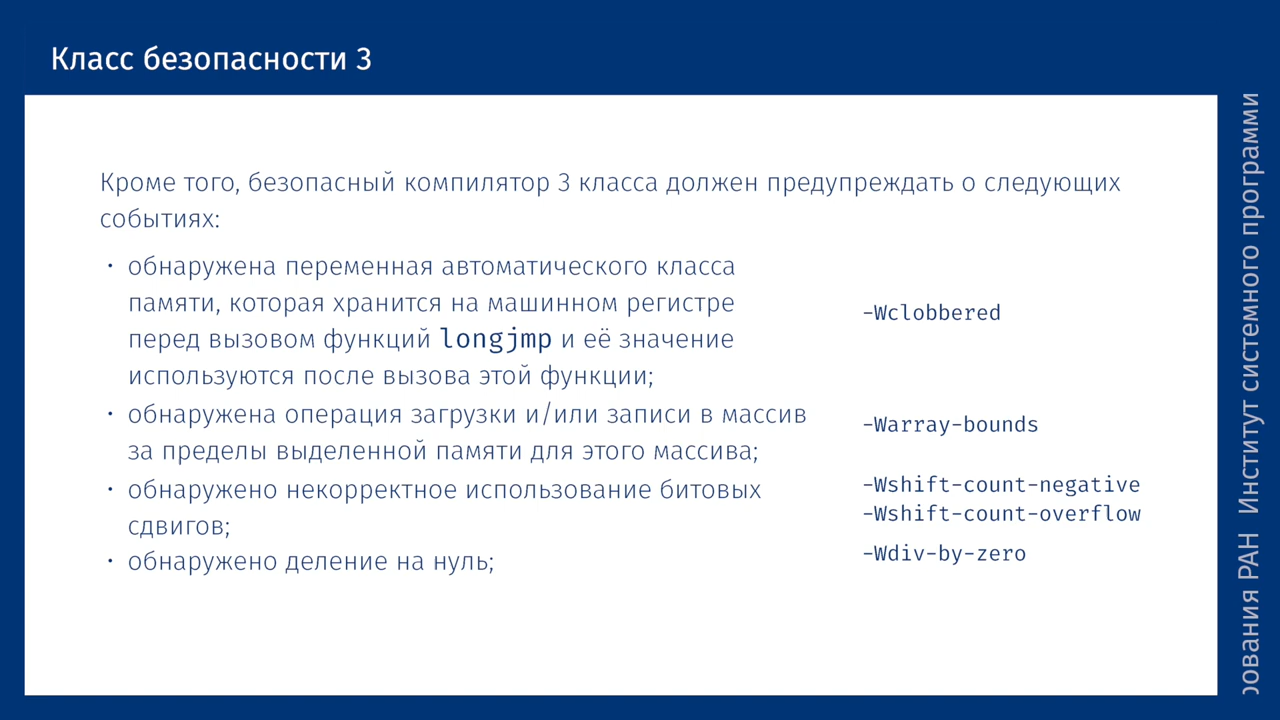 Класс безопасности 3
Кроме того, безопасный компилятор 3 класса должен предупреждать о следующих
событиях:
· обнаружена переменная автоматического класса
памяти, которая хранится на машинном регистре
перед вызовом функций longjmp и её значение
используются после вызова этой функции;
-Wclobbered
· обнаружена операция загрузки и/или записи в массив
за пределы выделенной памяти для этого массива;
-Warray-bounds
· обнаружено некорректное использование битовых
сдвигов;
-Wshift-count-negative
-Wshift-count-overflow
· обнаружено деление на нуль;
-Wdiv-by-zero
рования РАН Институт системного программи